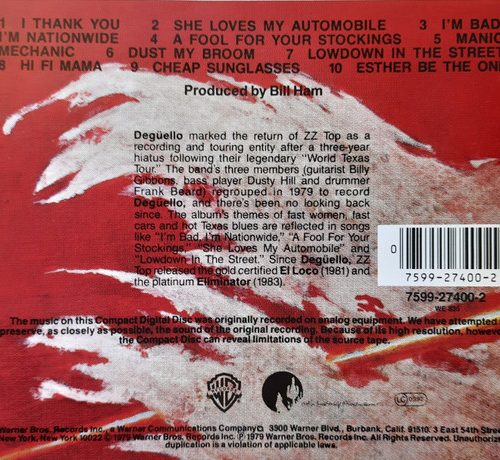 1 I THANK YOU 2 SHE LOVES MY AUTOMOBILE 3 I'M BAD
I'M NATIONWIDE 4 A FOOL FOR YOUR STOCKINGS 5 MANIC
MECHANIC 6 DUST MY BROOM 7 LOWDOWN IN THE STREET
8 HI FI MAMA 9 CHEAP SUNGLASSES 10 ESTHER BE THE ONE
Produced by Bill Ham
Degüello marked the return of ZZ Top as a
recording and touring entity after a three-year
hiatus following their legendary "World Texas
Tour." The band's three members (guitarist Billy
Gibbons, bass player Dusty Hill and drummer
Frank Beard) regrouped in 1979 to record
Degüello, and there's been no looking back
since. The album's themes of fast women, fast
cars and hot Texas blues are reflected in songs
like "I'm Bad, I'm Nationwide," "A Fool For Your
Stockings," "She Loves My Automobile" and
"Lowdown In The Street." Since Degüello, ZZ
Top released the gold certified El Loco (1981) and
the platinum Eliminator (1983).
0 7599-27400-2
7599-27400-2
WE 835
The music on this Compact Digital Disc was originally recorded on analog equipment. We have attempted
preserve, as closely as possible, the sound of the original recording. Because of its high resolution, however
the Compact Disc can reveal limitations of the source tape.
WB
LC 0392
Warner Bros. Records Inc., a Warner Communications Company 3300 Warner Blvd., Burbank, Calif. 91510. 3 East 54th
New York, New York 10022 © 1979 Warner Bros. Records Inc. ℗ 1979 Warner Bros. Records Inc. All Rights Reserved. Unauthorized
duplication is a violation of applicable laws.